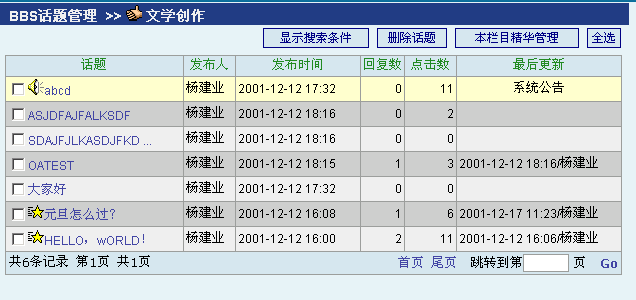 BBS话题管理 >> 文学创作
显示搜索条件 删除话题 本栏目精华管理 全选
话题 发布人 发布时间 回复数 点击数 最后更新
abcd 杨建业 2001-12-12 17:32 0 11 系统公告
ASJDFAJFALKSDF 杨建业 2001-12-12 18:16 0 2
SDAJFJLKASDJFKD ... 杨建业 2001-12-12 18:16 0 0
OATEST 杨建业 2001-12-12 18:15 1 3 2001-12-12 18:16/杨建业
大家好 杨建业 2001-12-12 17:32 0 0
元旦怎么过? 杨建业 2001-12-12 16:08 1 6 2001-12-17 11:23/杨建业
HELLO，wORLD! 杨建业 2001-12-12 16:00 2 11 2001-12-12 16:06/杨建业
共6条记录 第1页 共1页 首页 尾页 跳转到第 页 Go